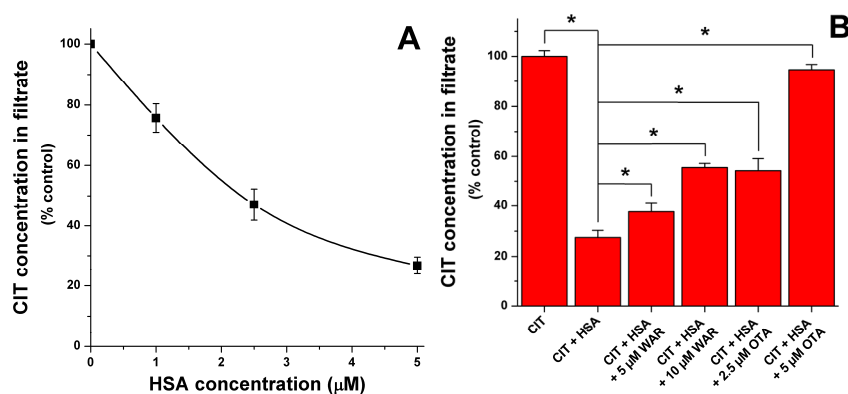 A
CIT concentration in filtrate
(% control)
100
80
60
40
20
0
0
1
2
3
4
5
HSA concentration (µM)
B
CIT concentration in filtrate
(% control)
100
80
60
40
20
0
*
*
*
*
*
CIT
CIT + HSA
CIT + HSA
+ 5 µM WAR
CIT + HSA
+ 10 µM WAR
CIT + HSA
+ 2.5 µM OTA
CIT + HSA
+ 5 µM OTA